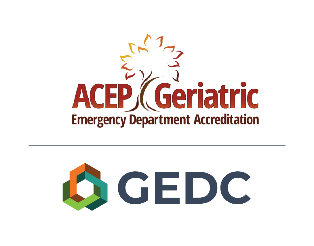 ACEP Geriatric
Emergency Department Accreditation
GEDC